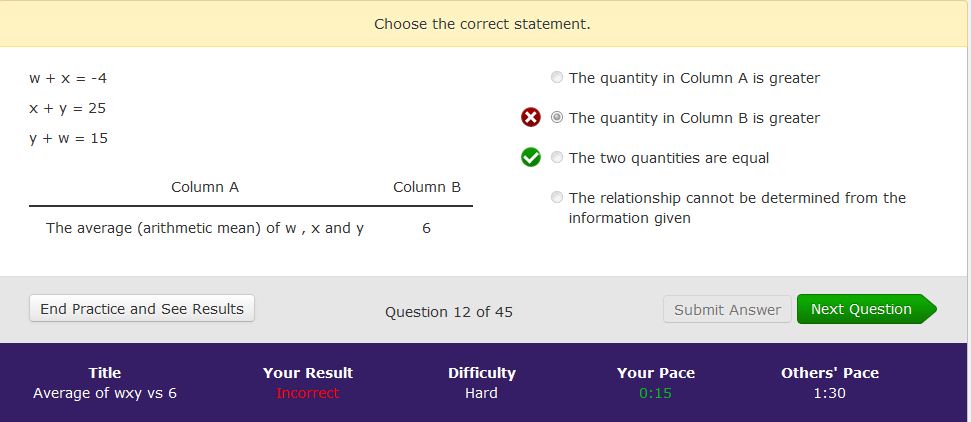 Choose the correct statement.
w + x = -4
x + y = 25
y + w = 15
Column A Column B
The average (arithmetic mean) of w , x and y 6
The quantity in Column A is greater
The quantity in Column B is greater
The two quantities are equal
The relationship cannot be determined from the
information given
End Practice and See Results Question 12 of 45 Submit Answer Next Question
Title Your Result Difficulty Your Pace Others' Pace
Average of wxy vs 6 Incorrect Hard 0:15 1:30